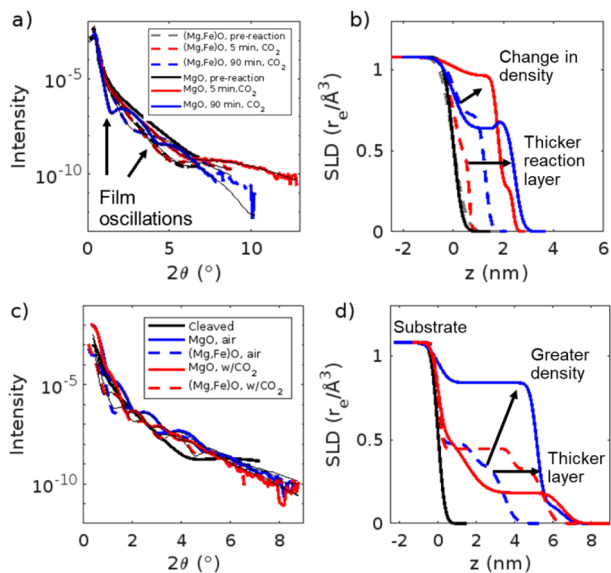 a)
(Mg,Fe)O, pre-reaction
(Mg,Fe)O, 5 min, CO2
(Mg,Fe)O, 90 min, CO2
MgO, pre-reaction
MgO, 5 min,CO2
MgO, 90 min, CO2
10^-5
10^-10
Intensity
Film
oscillations
0
5
10
2θ (°)
b)
Change in
density
Thicker
reaction
layer
1
0.5
0
SLD (re/Å3)
-2
0
2
4
z (nm)
c)
Cleaved
MgO, air
(Mg,Fe)O, air
MgO, w/CO2
(Mg,Fe)O, w/CO2
10^-5
10^-10
Intensity
0
2
4
6
8
2θ (°)
d)
Substrate
Greater
density
Thicker
layer
1
0.5
0
SLD (re/Å3)
-2
0
2
4
6
8
z (nm)